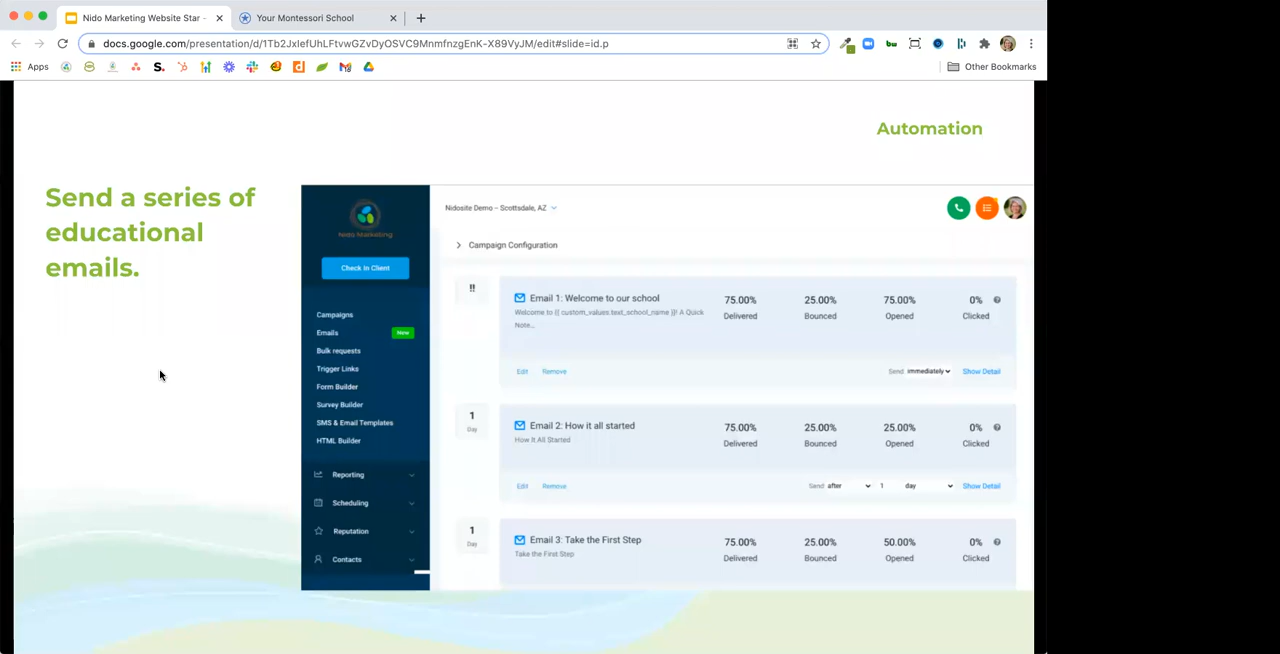 Nido Marketing Website Star -
Your Montessori School
docs.google.com/presentation/d/1Tb2JxIefUhLFtvwGZvDyOSVC9MnmfnzgEnK-X89VyJM/edit#slide=id.p
Apps
Other Bookmarks
Automation
Send a series of
educational
emails.
Nido Marketing
Check In Client
Campaigns
Emails
New
Bulk requests
Trigger Links
Form Builder
Survey Builder
SMS & Email Templates
HTML Builder
Reporting
Scheduling
Reputation
Contacts
Nidosite Demo – Scottsdale, AZ
Campaign Configuration
!!
Email 1: Welcome to our school
Welcome to {{ custom_values.text_school_name }}! A Quick
Note...
75.00% 25.00% 75.00% 0%
Delivered Bounced Opened Clicked
Edit Remove
Send immediately Show Detail
1
Day
Email 2: How it all started
How It All Started
75.00% 25.00% 25.00% 0%
Delivered Bounced Opened Clicked
Edit Remove
Send after 1 day Show Detail
1
Day
Email 3: Take the First Step
Take the First Step
75.00% 25.00% 50.00% 0%
Delivered Bounced Opened Clicked